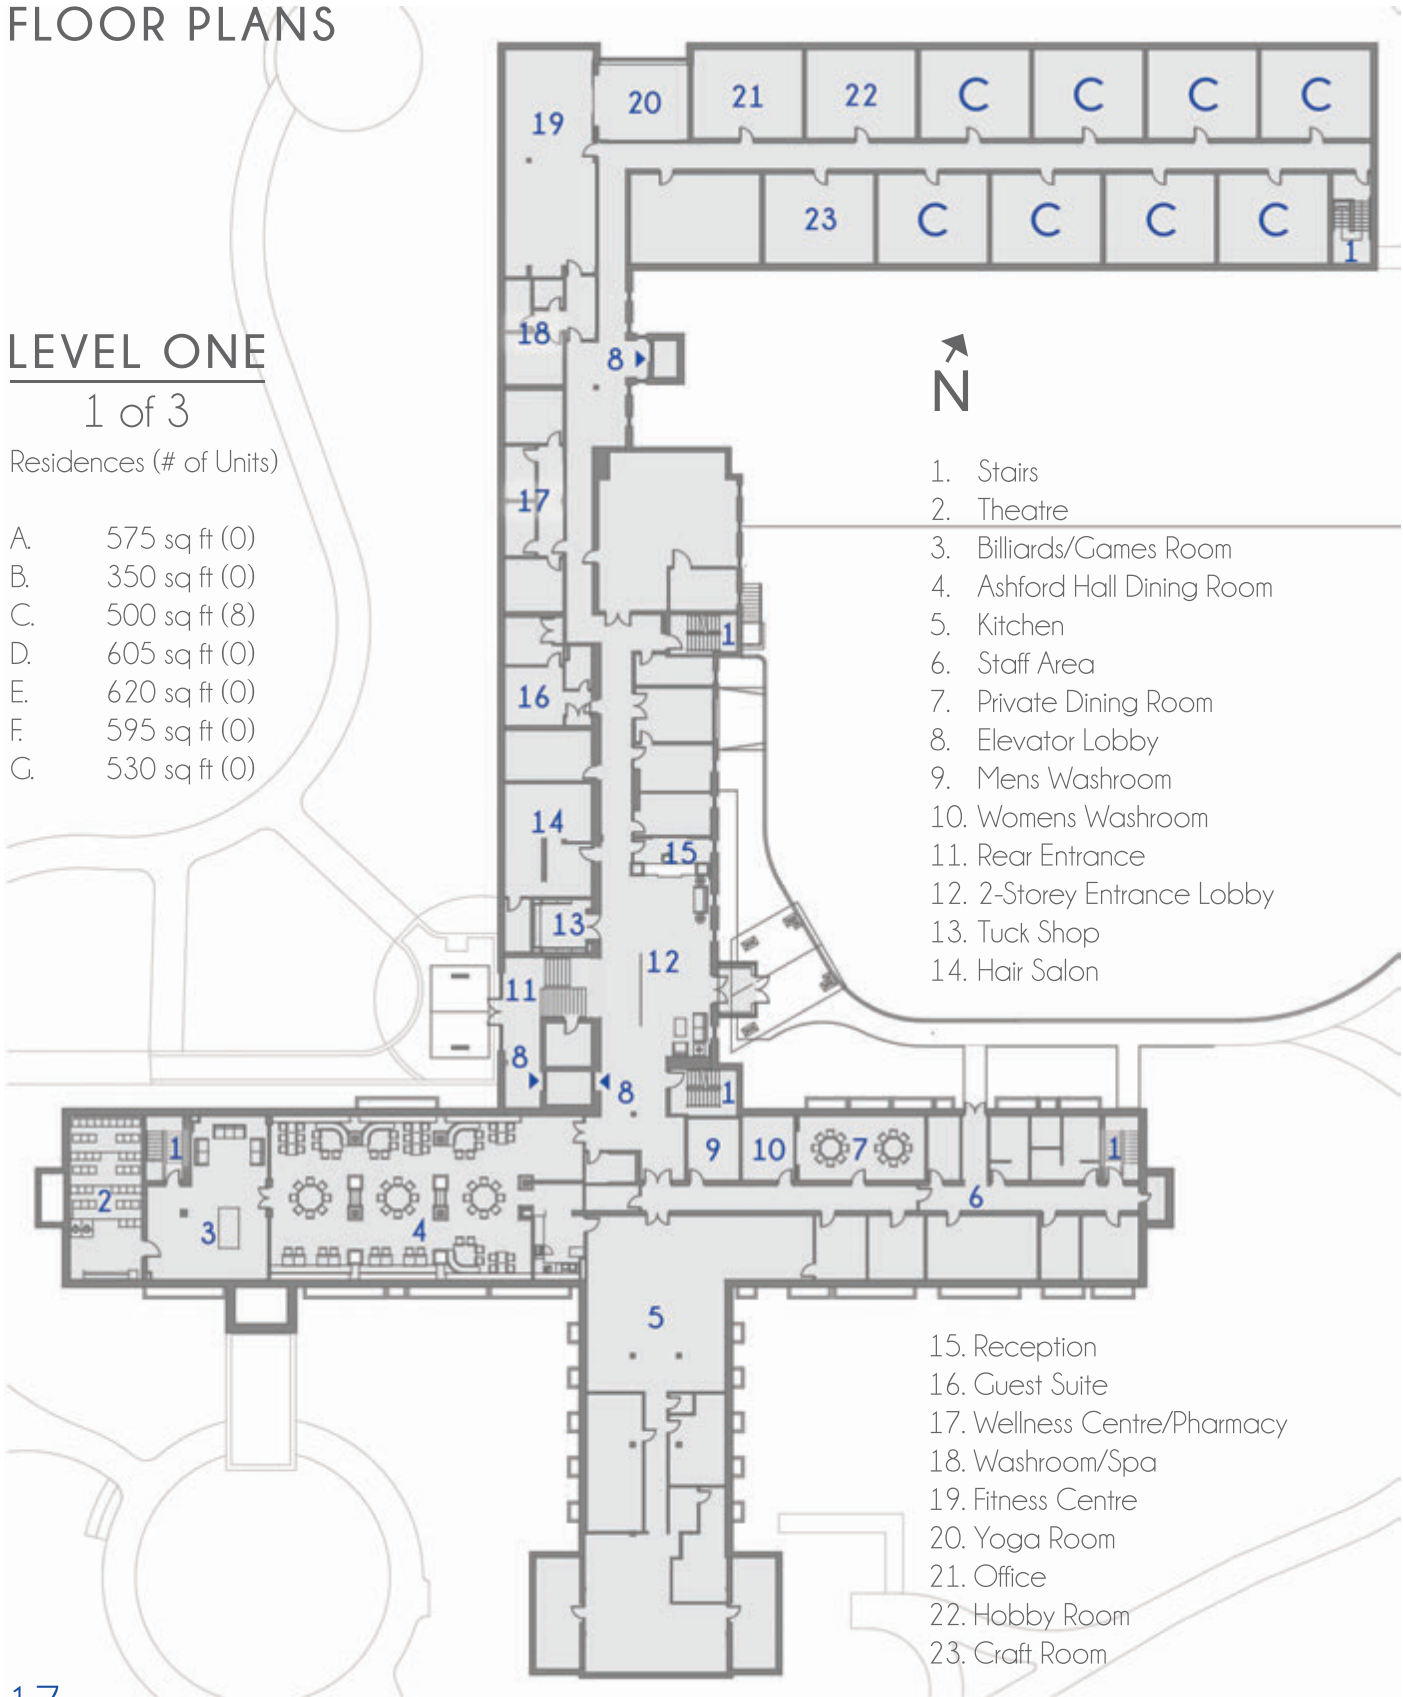 FLOOR PLANS
19
20
21
22
C
C
C
C
23
C
C
C
C
1
18
8
LEVEL ONE
1 of 3
Residences (# of Units)
A. 575 sq ft (0)
B. 350 sq ft (0)
C. 500 sq ft (8)
D. 605 sq ft (0)
E. 620 sq ft (0)
F. 595 sq ft (0)
G. 530 sq ft (0)
N
1. Stairs
2. Theatre
3. Billiards/Games Room
4. Ashford Hall Dining Room
5. Kitchen
6. Staff Area
7. Private Dining Room
8. Elevator Lobby
9. Mens Washroom
10. Womens Washroom
11. Rear Entrance
12. 2-Storey Entrance Lobby
13. Tuck Shop
14. Hair Salon
17
1
16
14
15
13
12
11
8
8
1
1
9
10
7
1
2
3
4
6
5
15. Reception
16. Guest Suite
17. Wellness Centre/Pharmacy
18. Washroom/Spa
19. Fitness Centre
20. Yoga Room
21. Office
22. Hobby Room
23. Craft Room
17